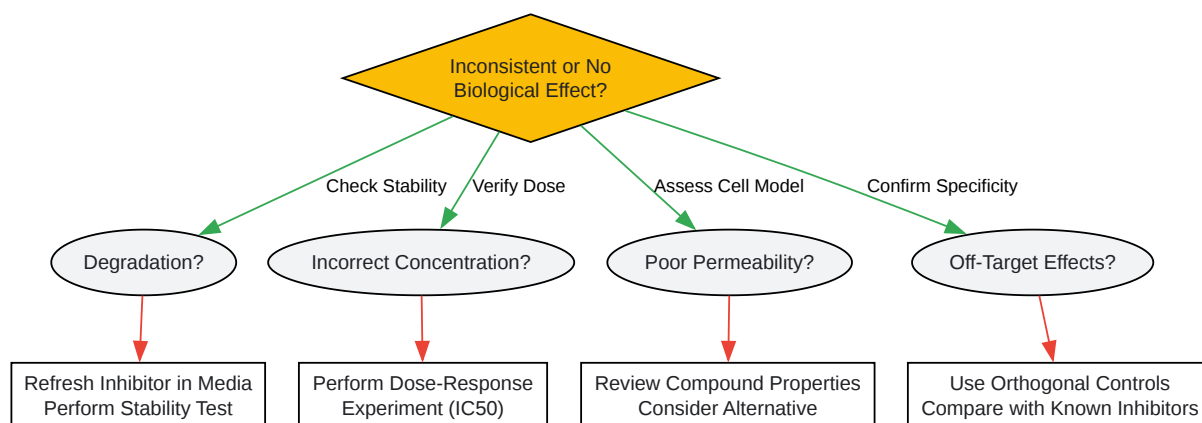 Inconsistent or No
Biological Effect?
Check Stability
Verify Dose
Assess Cell Model
Confirm Specificity
Degradation?
Incorrect Concentration?
Poor Permeability?
Off-Target Effects?
Refresh Inhibitor in Media
Perform Stability Test
Perform Dose-Response
Experiment (IC50)
Review Compound Properties
Consider Alternative
Use Orthogonal Controls
Compare with Known Inhibitors